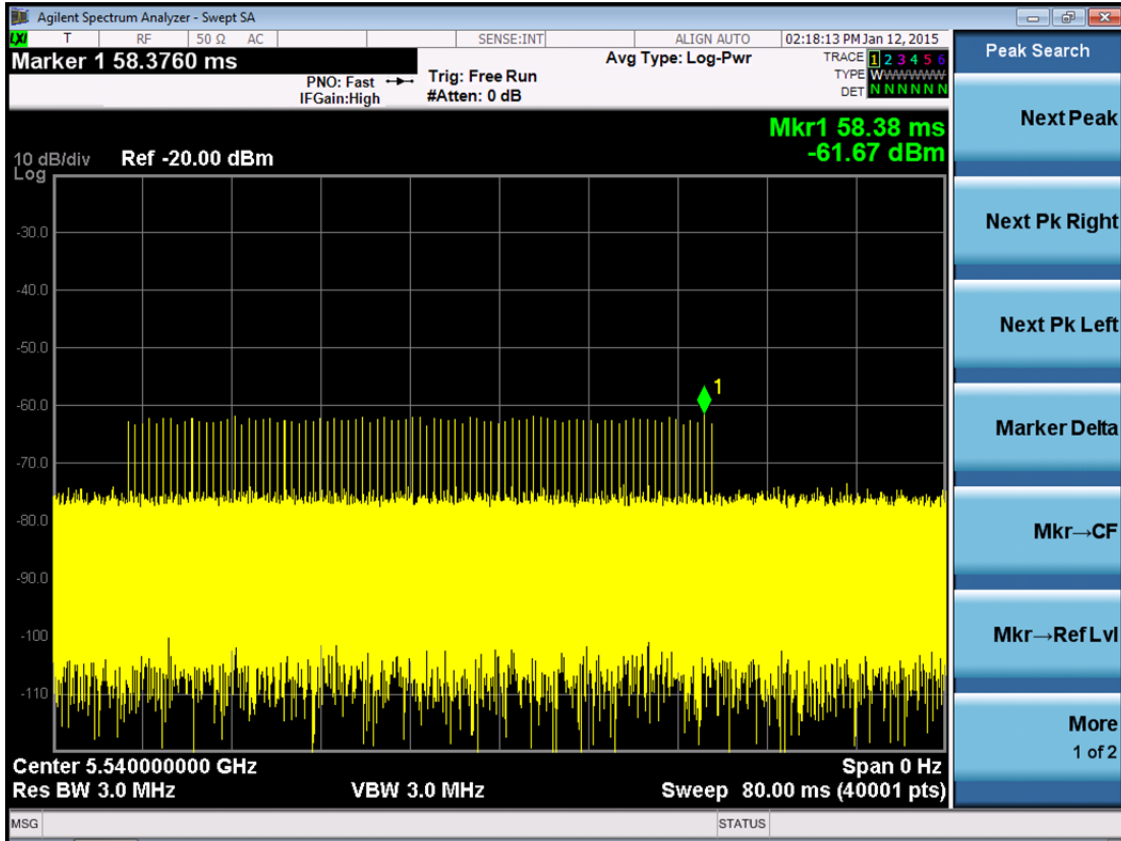 Agilent Spectrum Analyzer - Swept SA
LXI T RF 50 Ω AC SENSE:INT ALIGN AUTO 02:18:13 PM Jan 12, 2015
Marker 1 58.3760 ms
PNO: Fast
IFGain:High
Trig: Free Run
#Atten: 0 dB
Avg Type: Log-Pwr
TRACE 1 2 3 4 5 6
TYPE WWWWWW
DET N N N N N N
Mkr1 58.38 ms
-61.67 dBm
10 dB/div Ref -20.00 dBm
Log
-30.0
-40.0
-50.0
-60.0
-70.0
-80.0
-90.0
-100
-110
1
Center 5.540000000 GHz Span 0 Hz
Res BW 3.0 MHz VBW 3.0 MHz Sweep 80.00 ms (40001 pts)
MSG STATUS
Peak Search
Next Peak
Next Pk Right
Next Pk Left
Marker Delta
Mkr→CF
Mkr→Ref Lvl
More
1 of 2